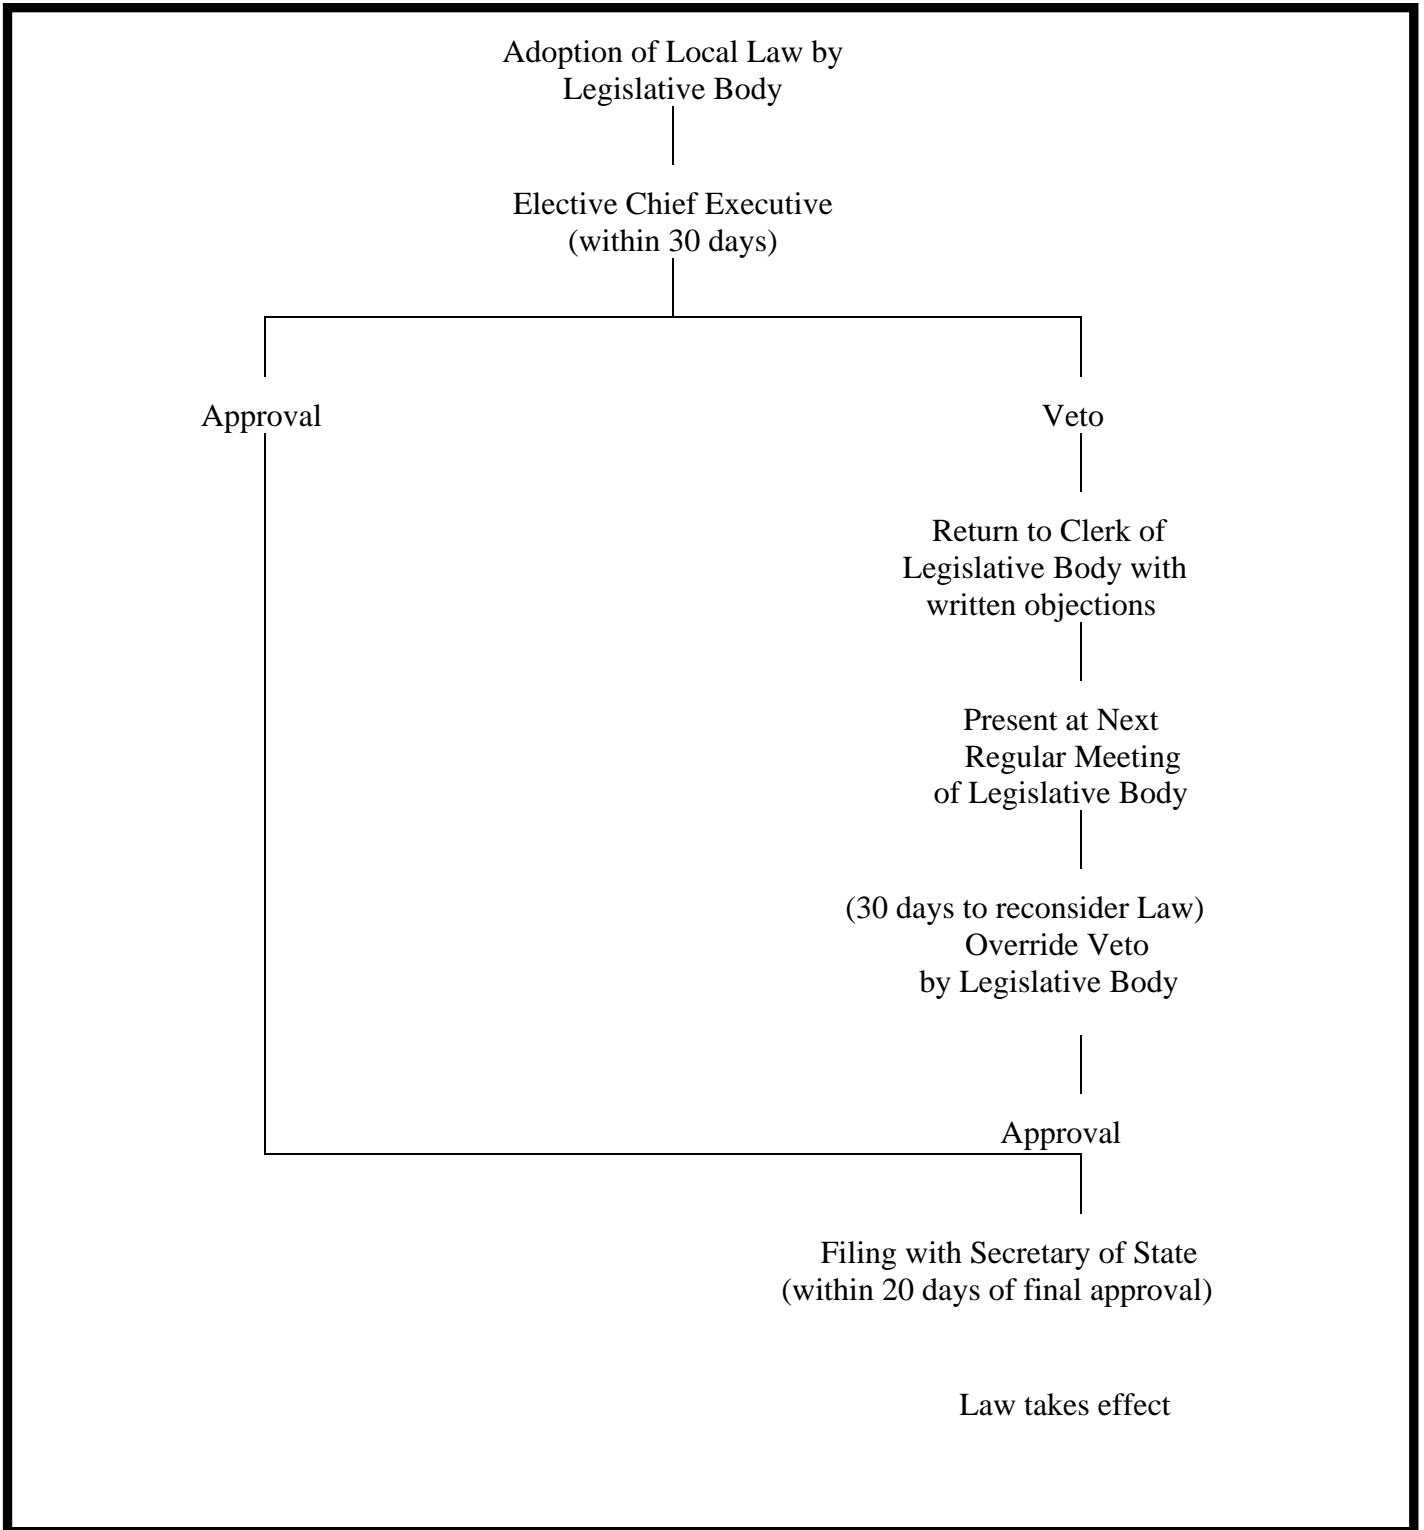 Adoption of Local Law by
Legislative Body
Elective Chief Executive
(within 30 days)
Approval
Veto
Return to Clerk of
Legislative Body with
written objections
Present at Next
Regular Meeting
of Legislative Body
(30 days to reconsider Law)
Override Veto
by Legislative Body
Approval
Filing with Secretary of State
(within 20 days of final approval)
Law takes effect